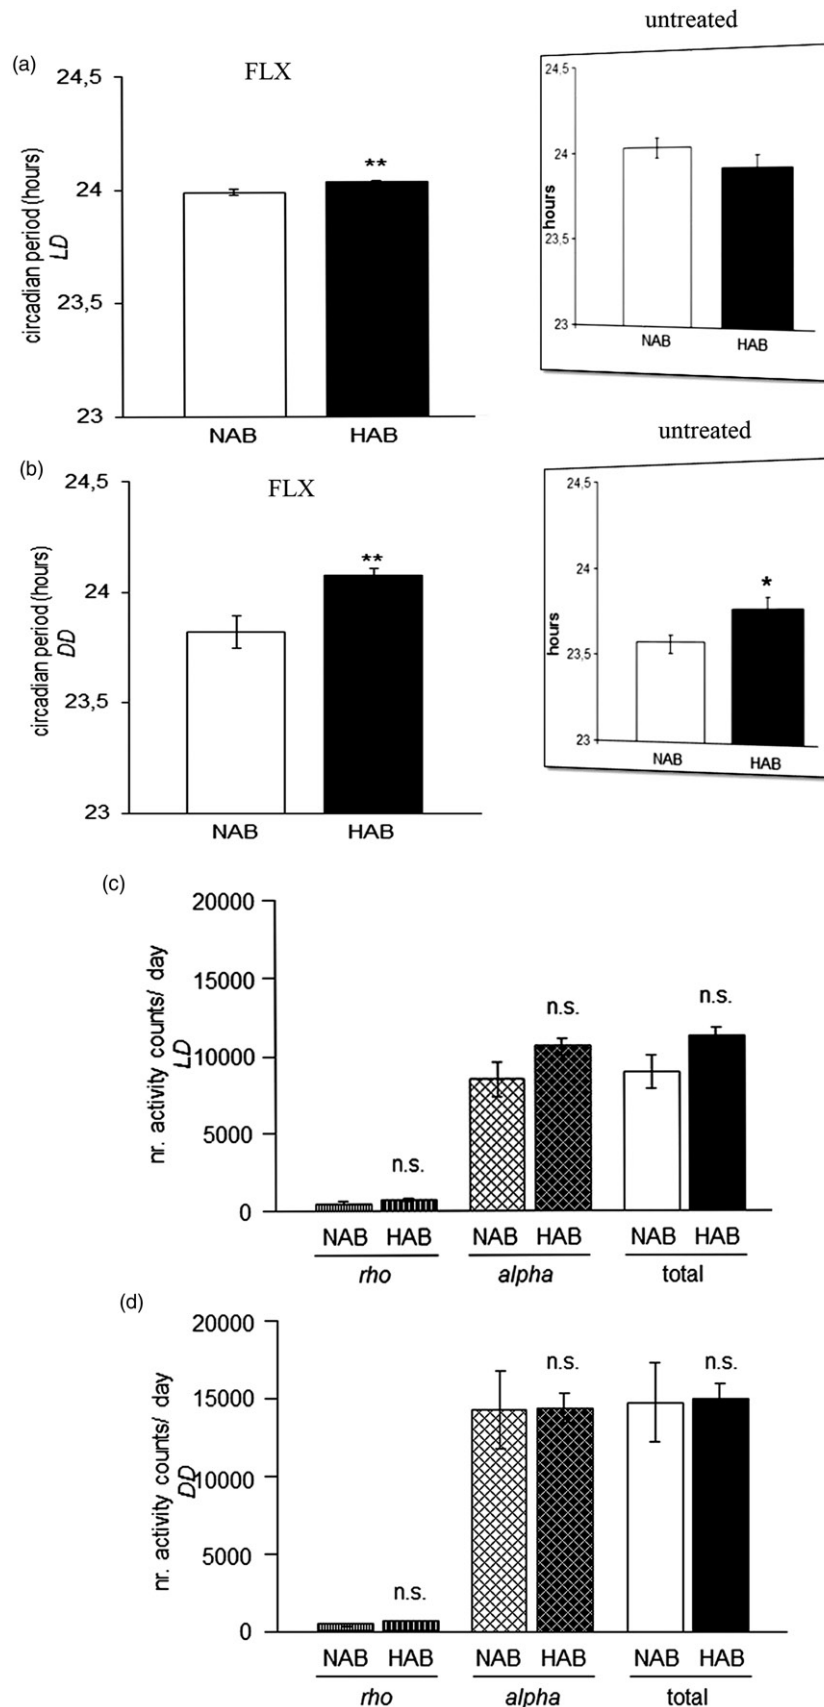 untreated
(a)
FLX
24,5
24
23,5
23
circadian period (hours)
LD
**
NAB HAB
24,5
24
23,5
23
hours
NAB HAB
untreated
(b)
FLX
24,5
24
23,5
23
circadian period (hours)
DD
**
NAB HAB
24,5
24
23,5
23
hours
*
NAB HAB
(c)
20000
15000
10000
5000
0
nr. activity counts/ day
LD
n.s.
n.s.
n.s.
NAB HAB NAB HAB NAB HAB
rho alpha total
(d)
20000
15000
10000
5000
0
nr. activity counts/ day
DD
n.s.
n.s.
n.s.
NAB HAB NAB HAB NAB HAB
rho alpha total